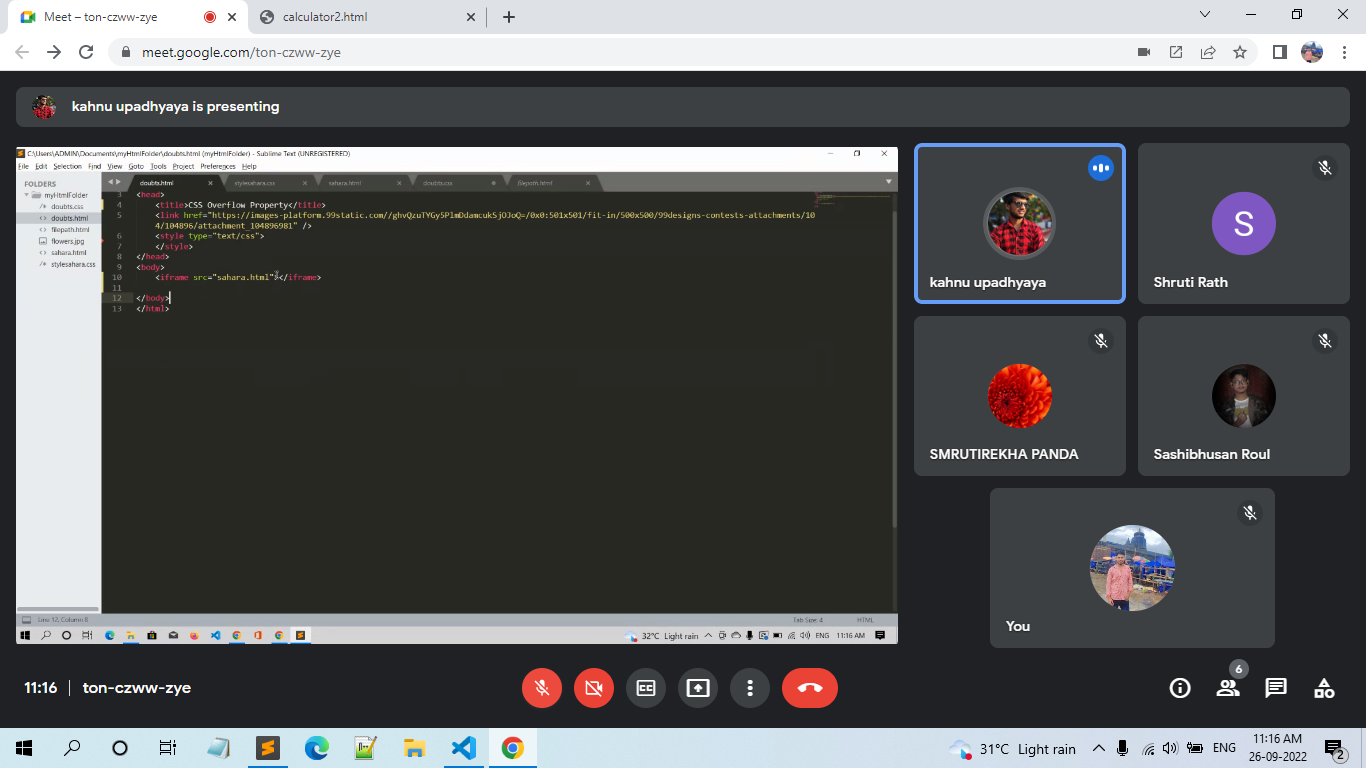 Meet – ton-czww-zye
calculator2.html
meet.google.com/ton-czww-zye
kahnu upadhyaya is presenting
C:\Users\ADMIN\Documents\myHtmlFolder\doubts.html (myHtmlFolder) - Sublime Text (UNREGISTERED)
File Edit Selection Find View Goto Tools Project Preferences Help
FOLDERS
myHtmlFolder
doubts.css
doubts.html
filepath.html
flowers.jpg
sahara.html
stylesahara.css
doubts.html
stylesahara.css
sahara.html
doubts.css
filepath.html
3 <head>
4 <title>CSS Overflow Property</title>
5 <link href="https://images-platform.99static.com//ghvQzuTYGy5PlmDdamcukSjOJoQ=/0x0:501x501/fit-in/500x500/99designs-contests-attachments/10
4/104896/attachment_104896981" />
6 <style type="text/css">
7 </style>
8 </head>
9 <body>
10 <iframe src="sahara.html"></iframe>
11
12 </body>
13 </html>
Line 12, Column 8
Tab Size: 4
HTML
32°C Light rain
ENG
11:16 AM
kahnu upadhyaya
S
Shruti Rath
SMRUTIREKHA PANDA
Sashibhusan Roul
You
11:16 | ton-czww-zye
6
31°C Light rain
ENG
11:16 AM
26-09-2022
2